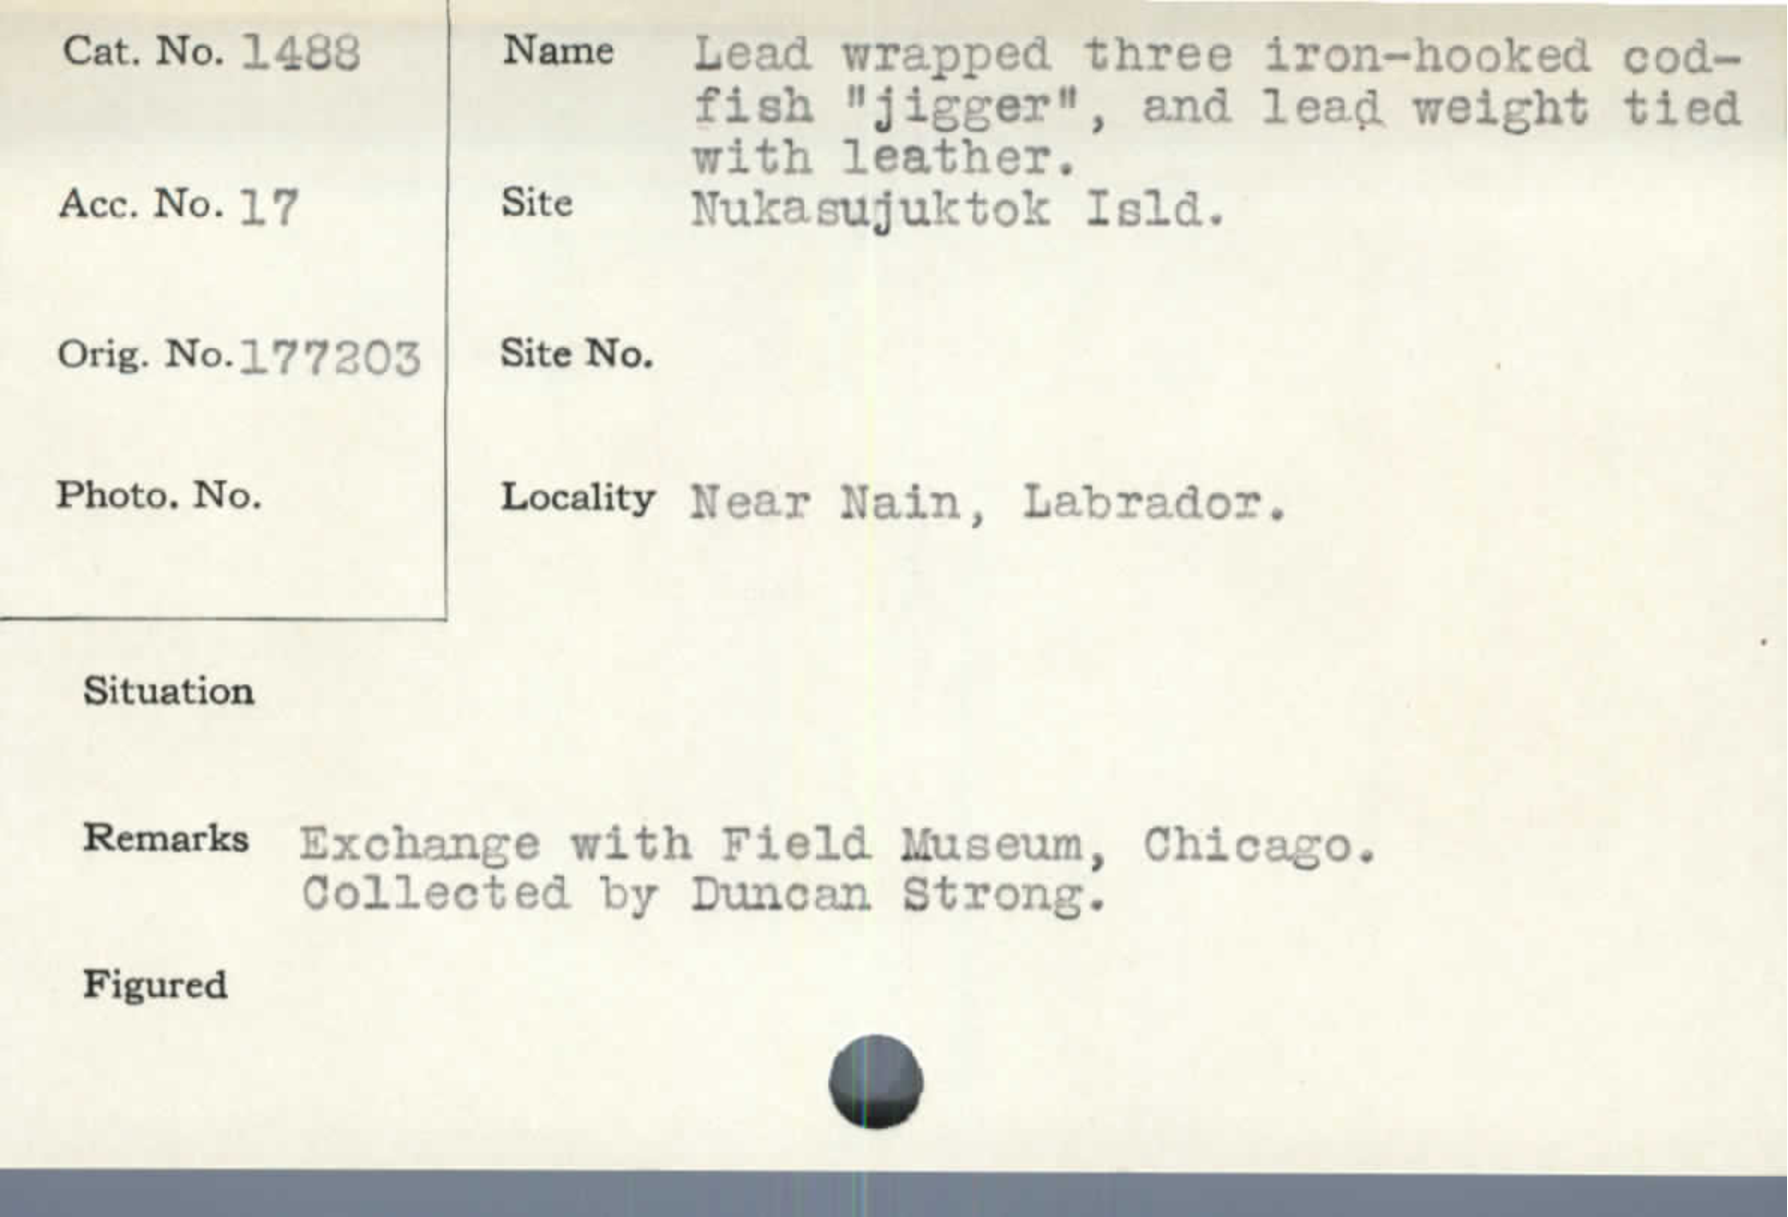 Cat. No. 1488
Name Lead wrapped three iron-hooked cod-
fish "jigger", and lead weight tied
with leather.
Acc. No. 17
Site Nukasujuktok Isld.
Orig. No. 177203
Site No.
Photo. No.
Locality Near Nain, Labrador.
Situation
Remarks Exchange with Field Museum, Chicago.
Collected by Duncan Strong.
Figured